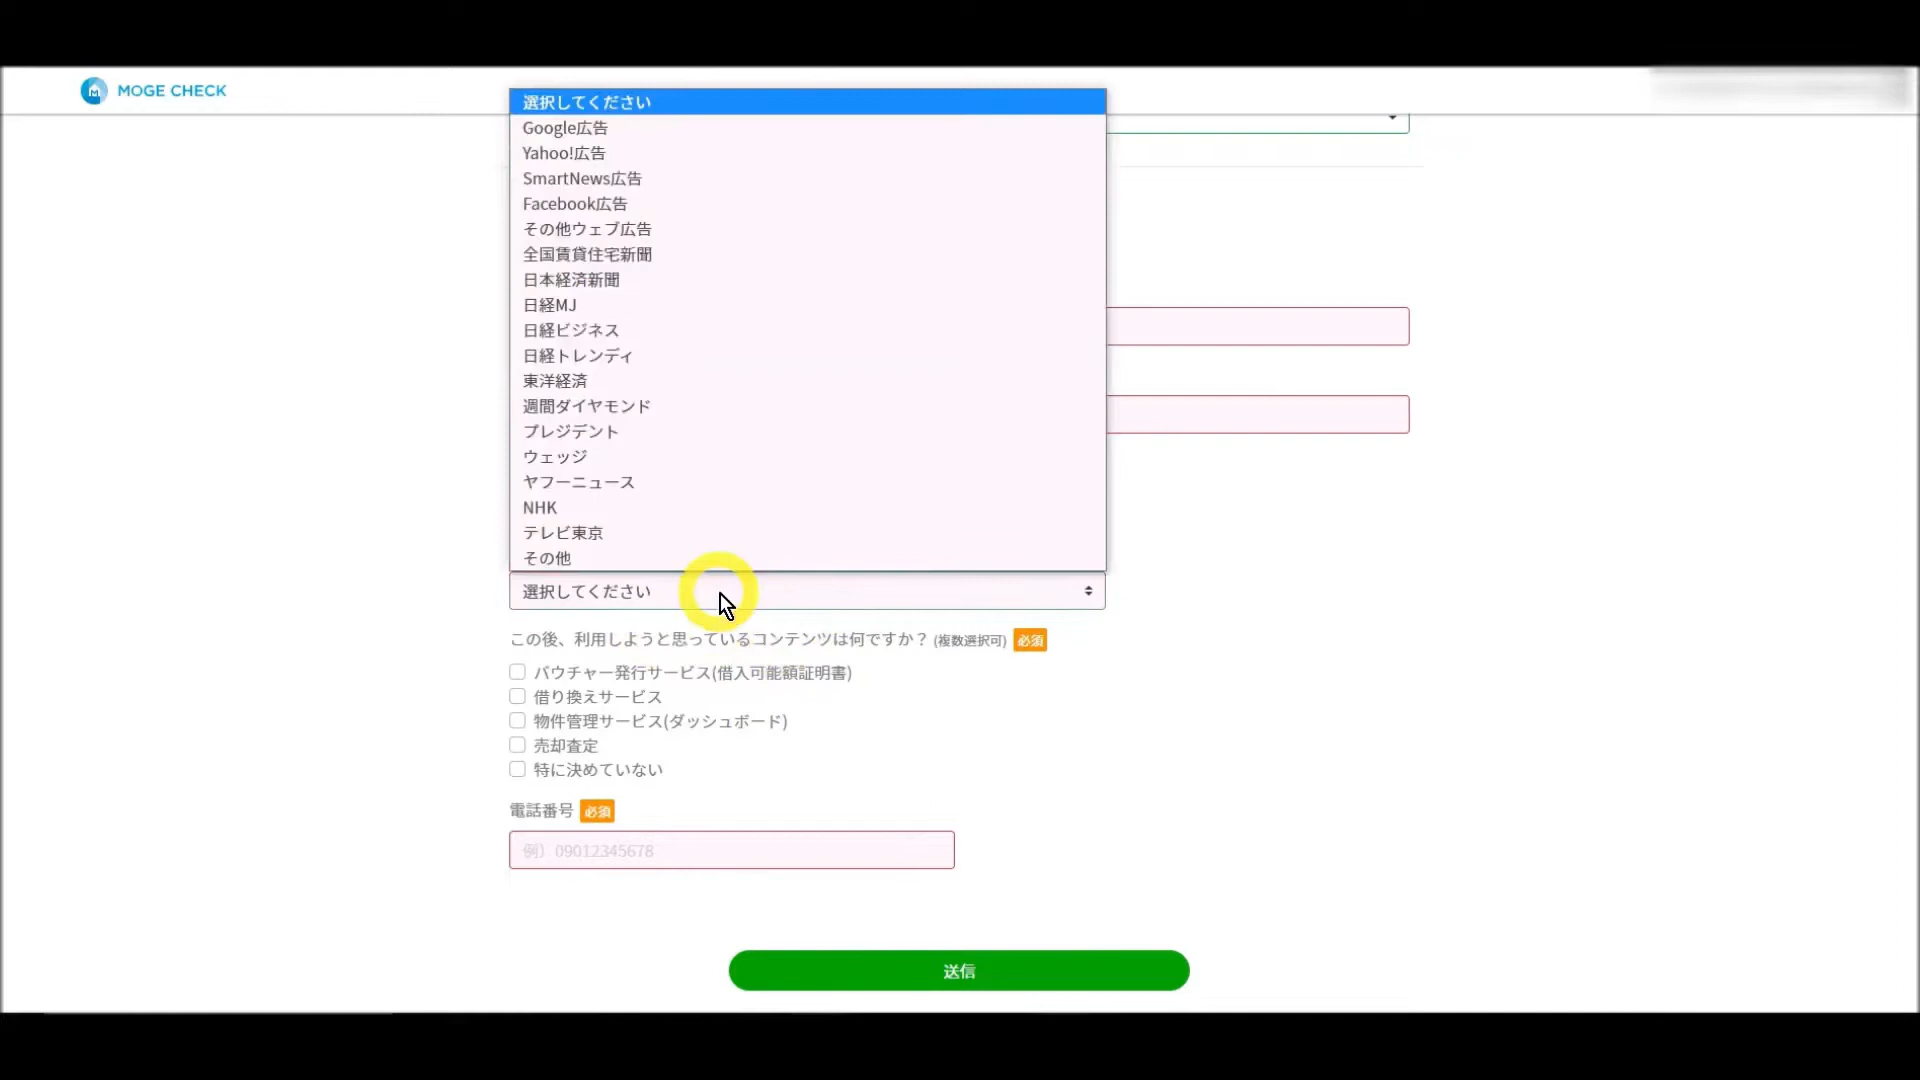 MOGE CHECK
選択してください
Google広告
Yahoo!広告
SmartNews広告
Facebook広告
その他ウェブ広告
全国賃貸住宅新聞
日本経済新聞
日経MJ
日経ビジネス
日経トレンディ
東洋経済
週間ダイヤモンド
プレジデント
ウェッジ
ヤフーニュース
NHK
テレビ東京
その他
選択してください
この後、利用しようと思っているコンテンツは何ですか？(複数選択可) 必須
バウチャー発行サービス(借入可能額証明書)
借り換えサービス
物件管理サービス(ダッシュボード)
売却査定
特に決めていない
電話番号 必須
例）09012345678
送信